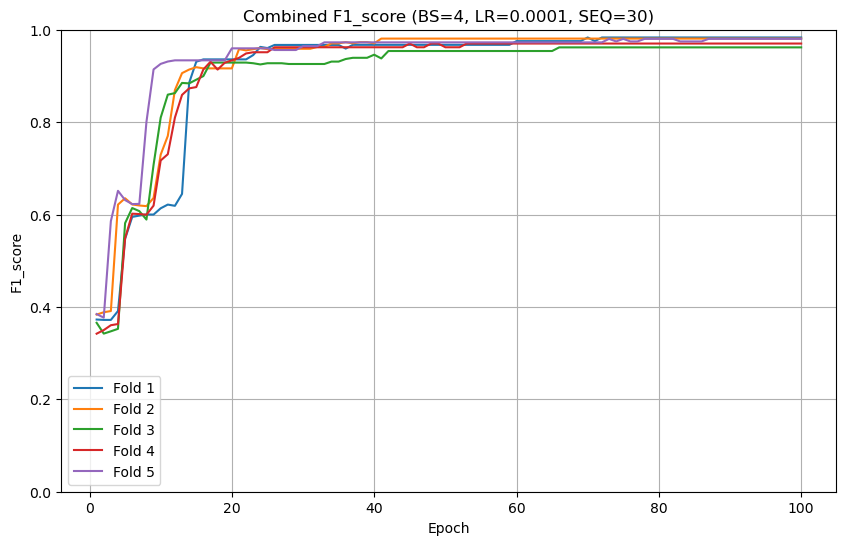 Combined F1_score (BS=4, LR=0.0001, SEQ=30)
F1_score
1.0
0.8
0.6
0.4
0.2
0.0
Fold 1
Fold 2
Fold 3
Fold 4
Fold 5
0 20 40 60 80 100
Epoch